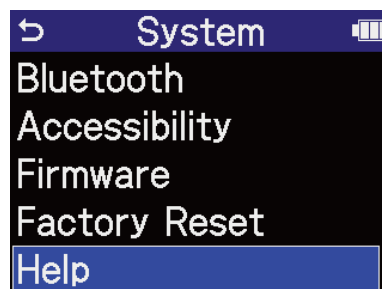 System
Bluetooth
Accessibility
Firmware
Factory Reset
Help